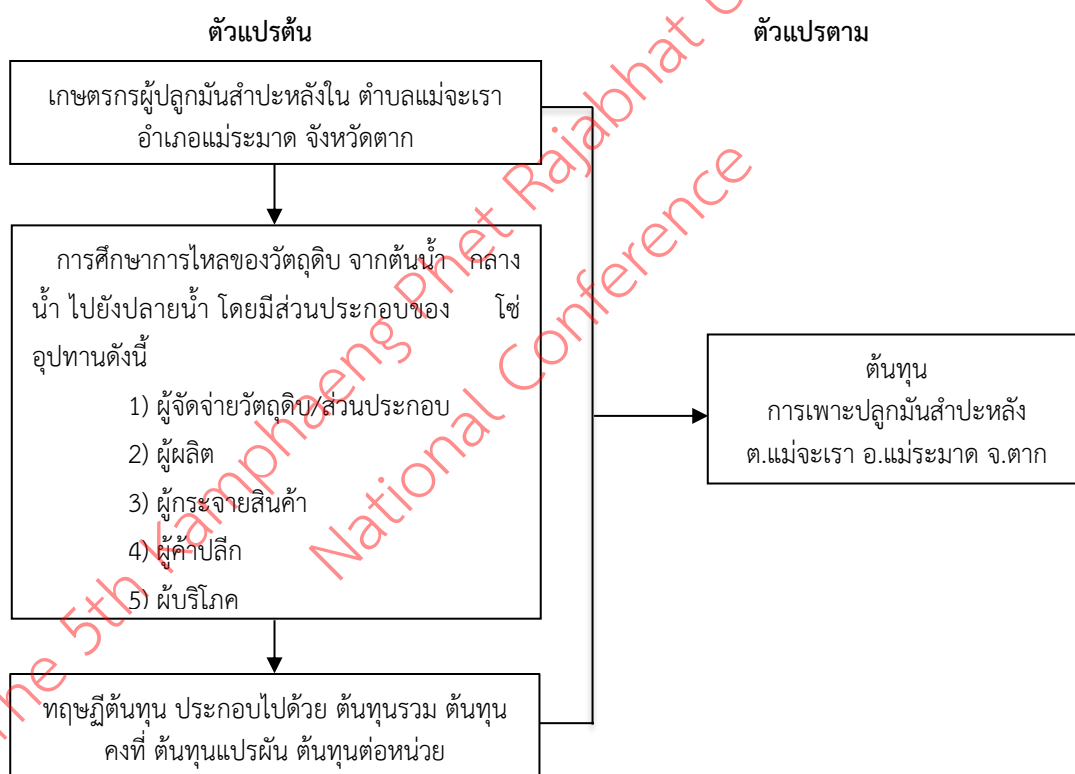 ตัวแปรต้น
ตัวแปรตาม
เกษตรกรผู้ปลูกมันสำปะหลังใน ตำบลแม่จะเรา
อำเภอแม่ระมาด จังหวัดตาก
การศึกษาการไหลของวัตถุดิบ จากต้นน้ำ กลาง
น้ำ ไปยังปลายน้ำ โดยมีส่วนประกอบของ โซ่
อุปทานดังนี้
1) ผู้จัดจ่ายวัตถุดิบ/ส่วนประกอบ
2) ผู้ผลิต
3) ผู้กระจายสินค้า
4) ผู้ค้าปลีก
5) ผู้บริโภค
ทฤษฎีต้นทุน ประกอบไปด้วย ต้นทุนรวม ต้นทุน
คงที่ ต้นทุนแปรผัน ต้นทุนต่อหน่วย
ต้นทุน
การเพาะปลูกมันสำปะหลัง
ต.แม่จะเรา อ.แม่ระมาด จ.ตาก
The 5th Kamphaeng Phet Rajabhat
National Conference